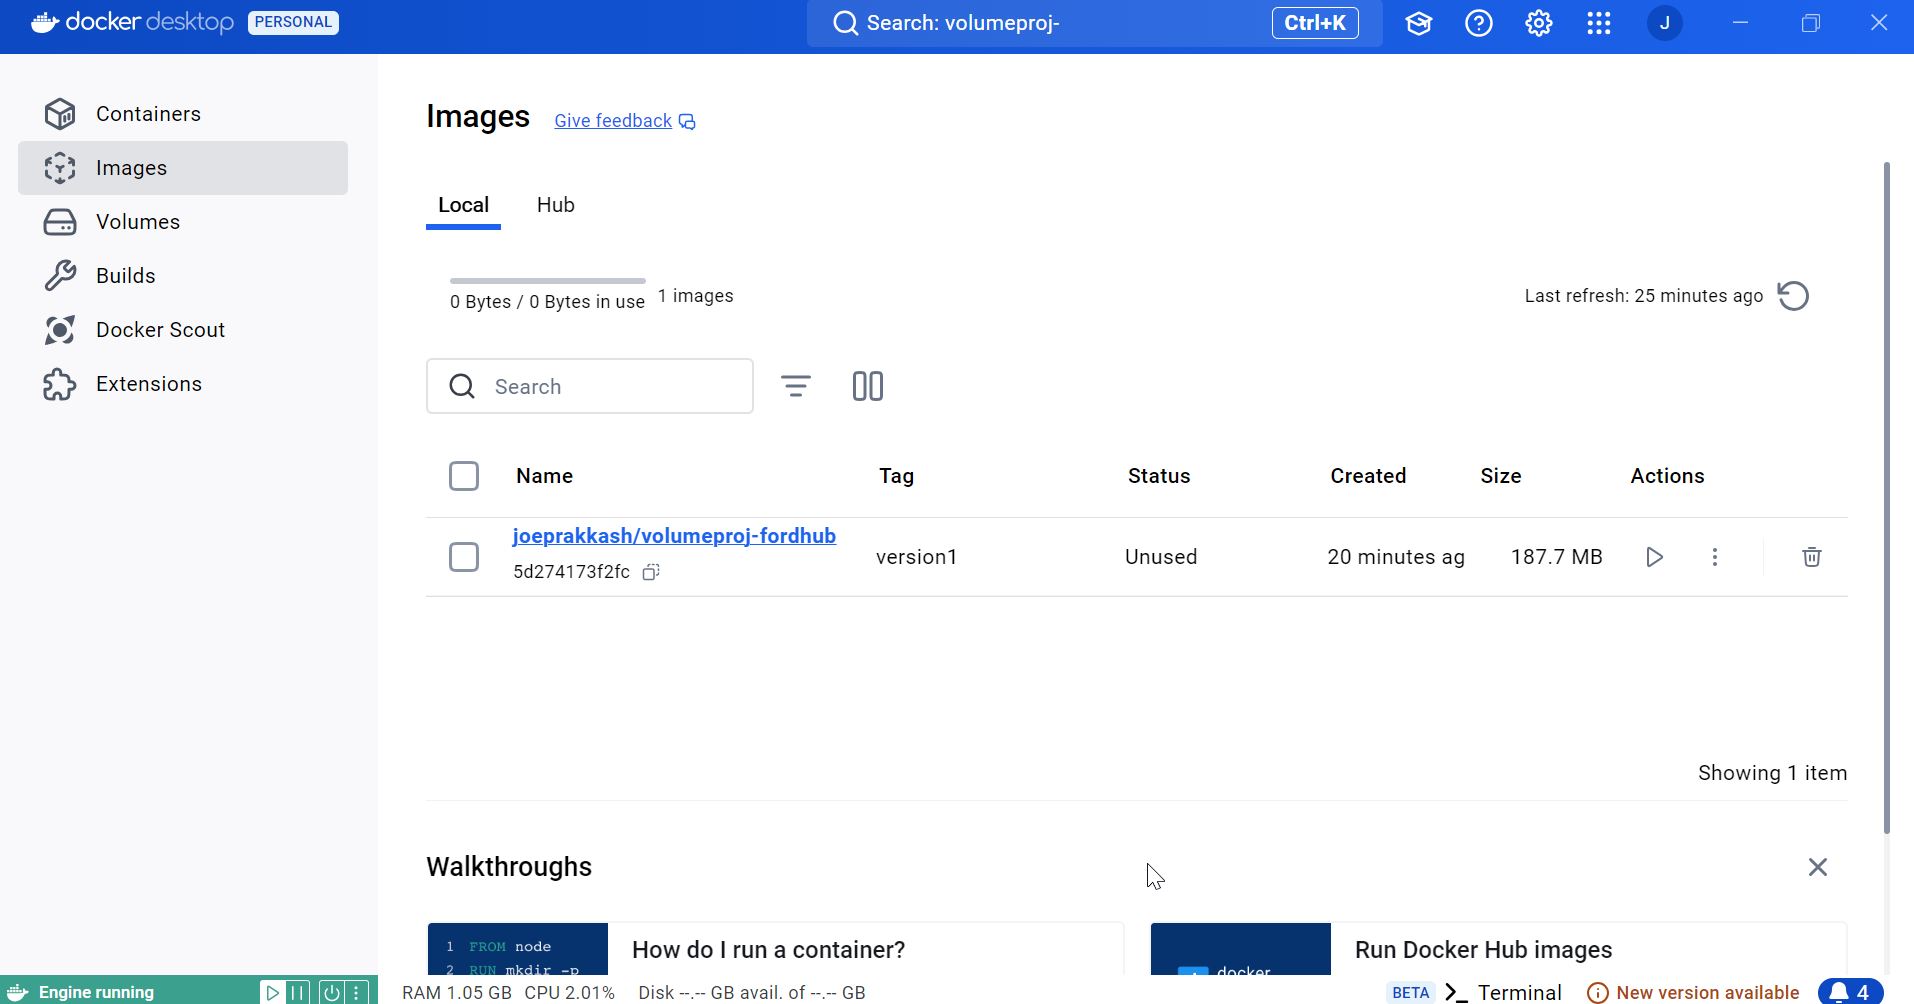 docker desktop PERSONAL
Search: volumeproj- Ctrl+K
J
Containers
Images
Volumes
Builds
Docker Scout
Extensions
Images Give feedback
Local Hub
0 Bytes / 0 Bytes in use 1 images
Last refresh: 25 minutes ago
Search
Name Tag Status Created Size Actions
joeprakkash/volumeproj-fordhub
5d274173f2fc
version1 Unused 20 minutes ag 187.7 MB
Showing 1 item
Walkthroughs
1 FROM node
2 RUN mkdir -p
How do I run a container?
docker
Run Docker Hub images
Engine running
RAM 1.05 GB CPU 2.01% Disk --.-- GB avail. of --.-- GB
BETA >_ Terminal New version available 4